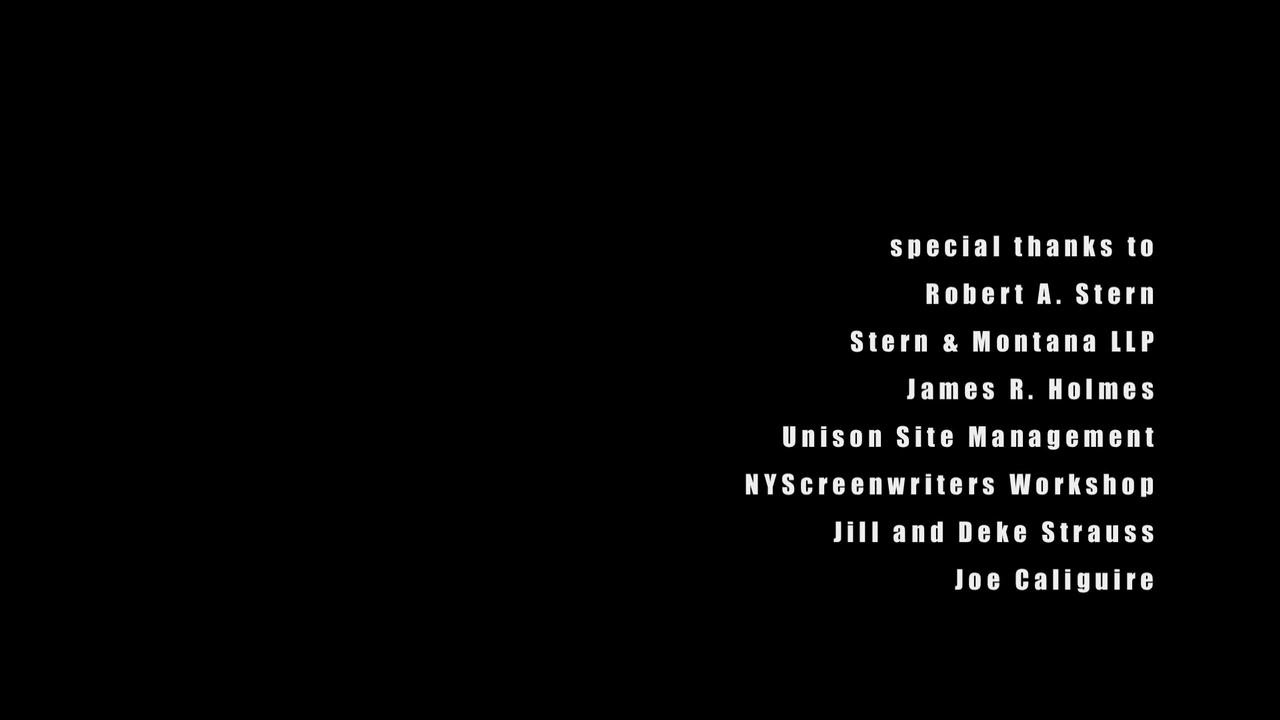 special thanks to
Robert A. Stern
Stern & Montana LLP
James R. Holmes
Unison Site Management
NYScreenwriters Workshop
Jill and Deke Strauss
Joe Caliguire